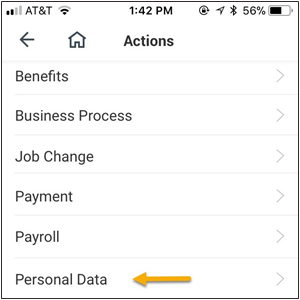 AT&T 1:42 PM 56%
Actions
Benefits
Business Process
Job Change
Payment
Payroll
Personal Data